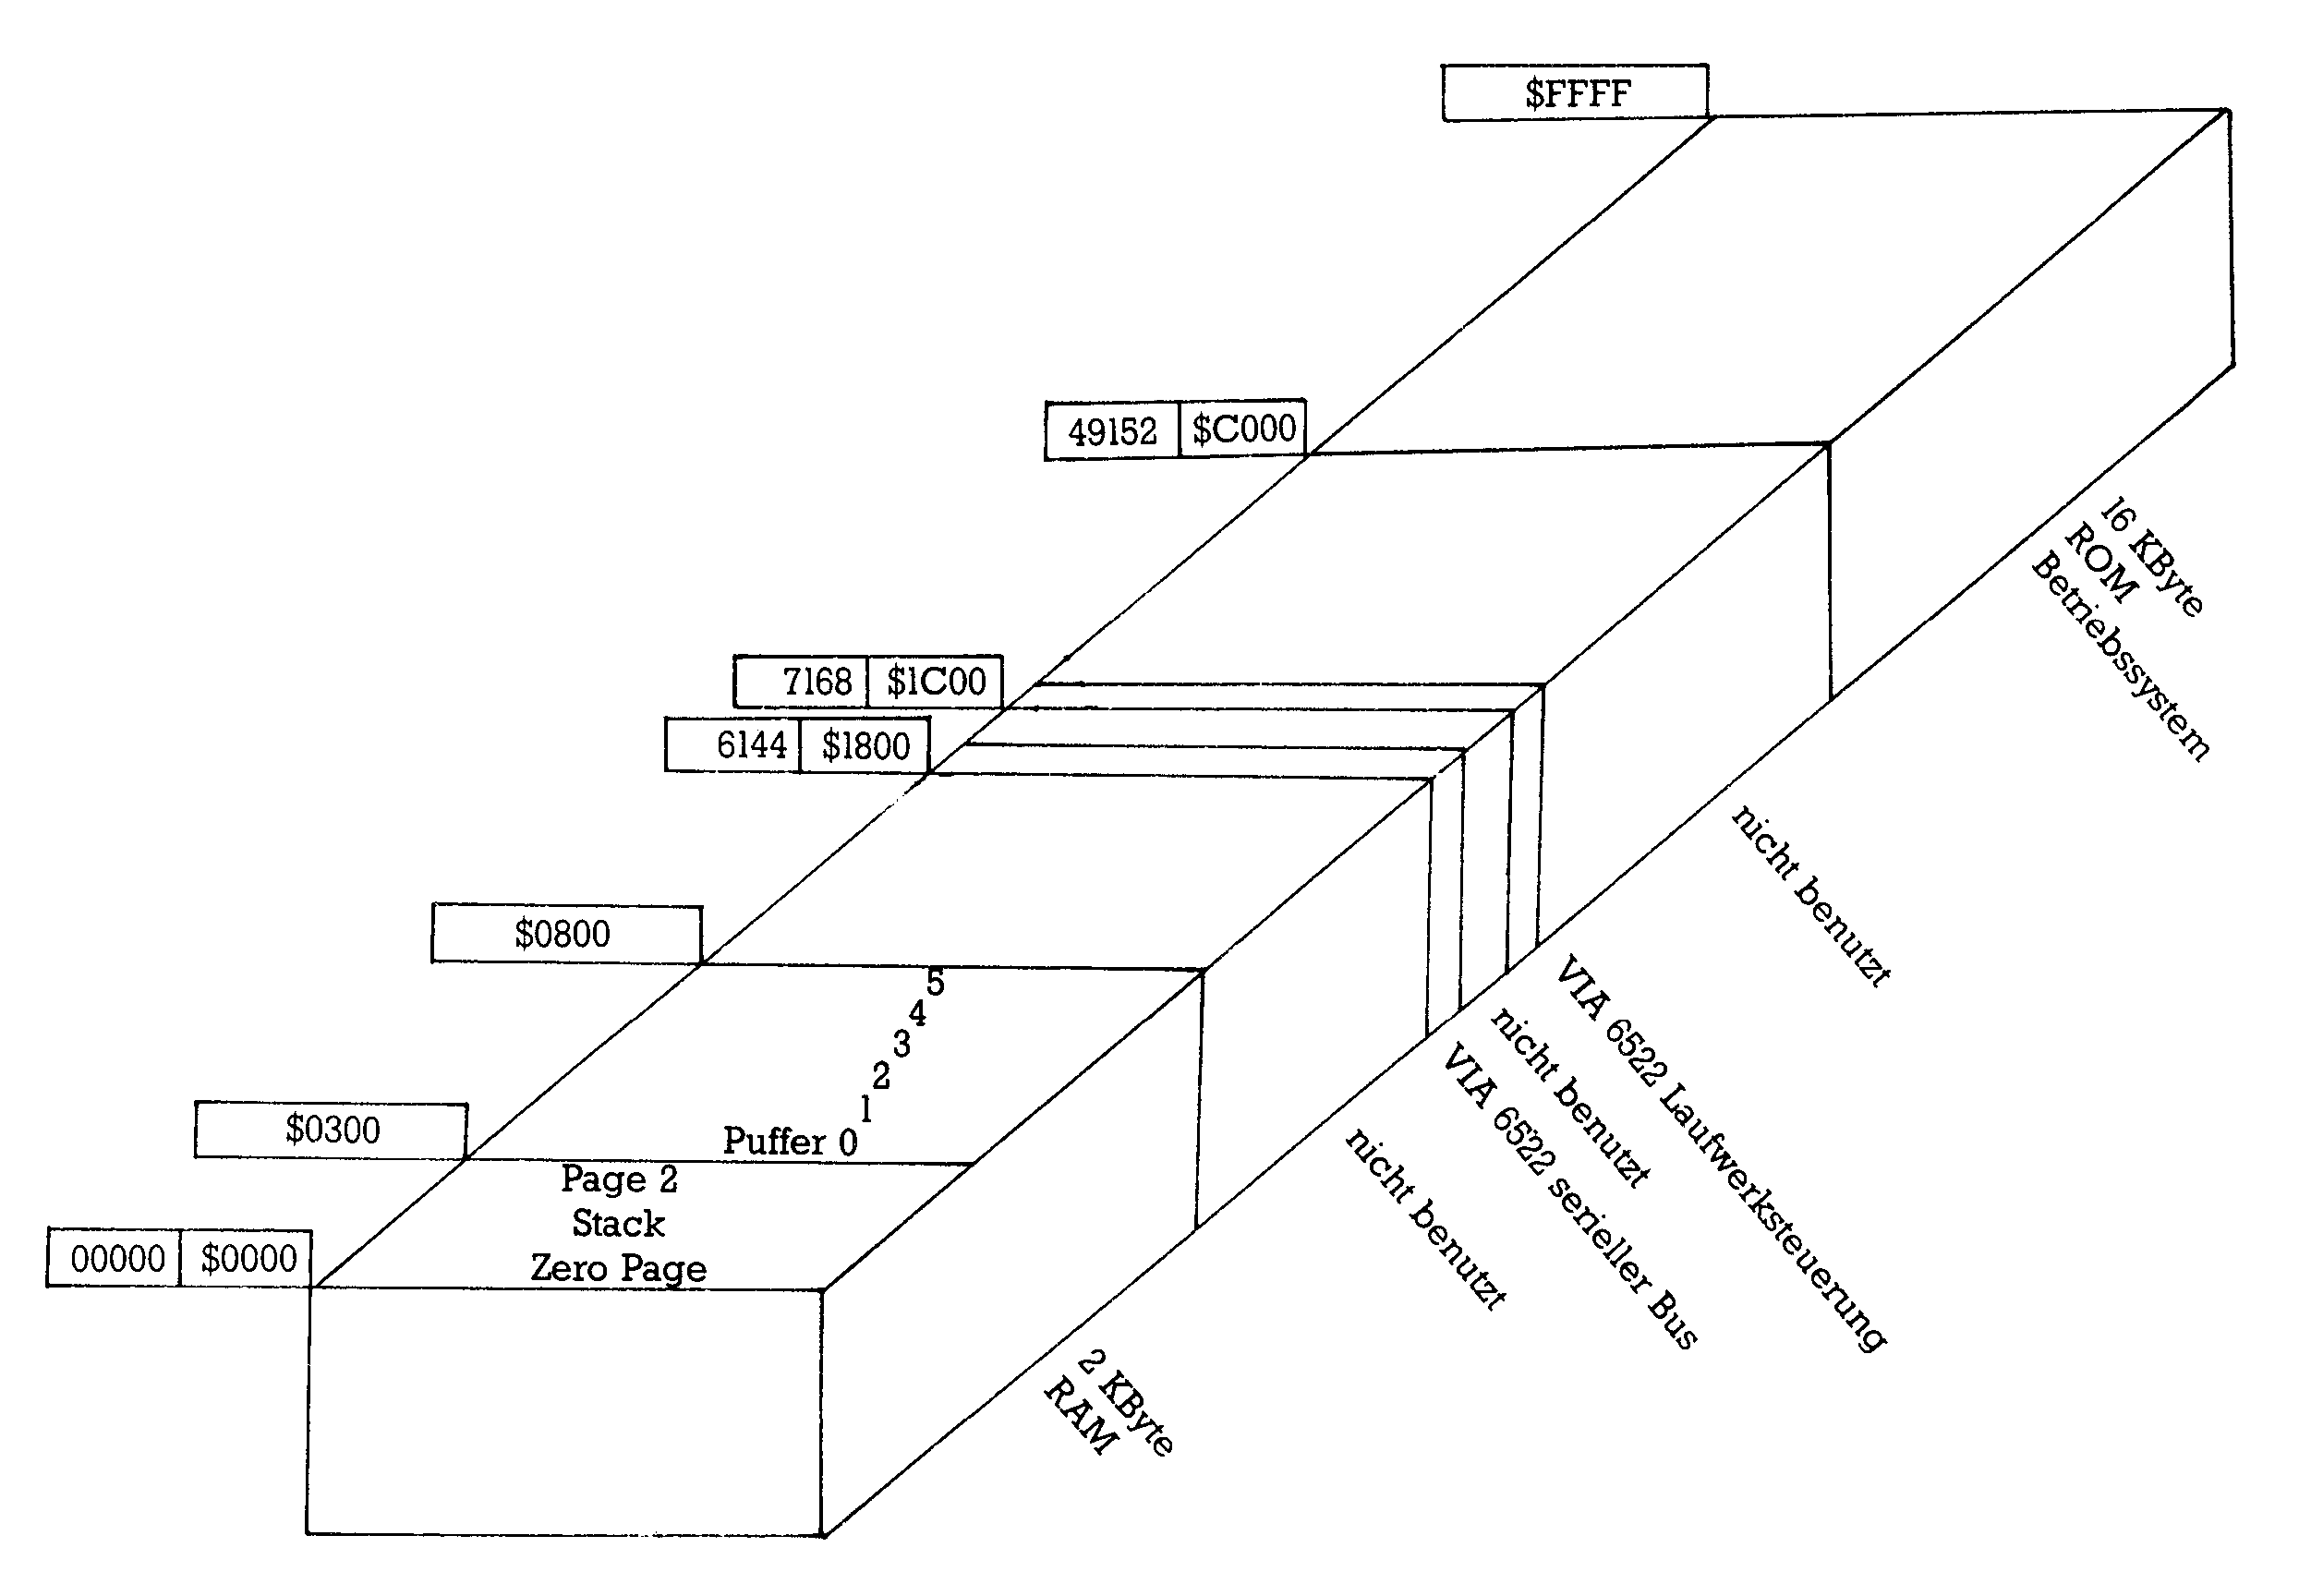 $FFFF
49152 $C000
7168 $1C00
6144 $1800
$0800
$0300
00000 $0000
5
4
3
2
1
Puffer 0
Page 2
Stack
Zero Page
16 KByte
ROM
Betriebssystem
nicht benutzt
VIA 6522 Laufwerksteuerung
nicht benutzt
VIA 6522 serieller Bus
nicht benutzt
2 KByte
RAM